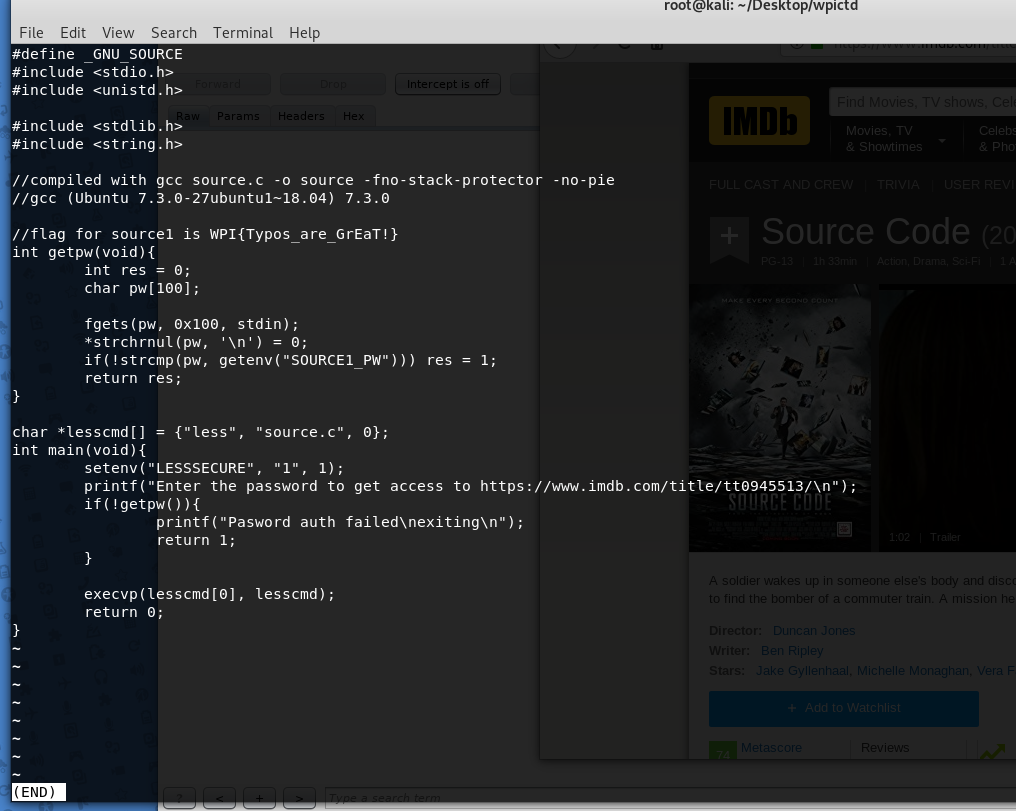 root@kali: ~/Desktop/wpictd
File Edit View Search Terminal Help
#define _GNU_SOURCE
#include <stdio.h>
#include <unistd.h>
#include <stdlib.h>
#include <string.h>
//compiled with gcc source.c -o source -fno-stack-protector -no-pie
//gcc (Ubuntu 7.3.0-27ubuntu1~18.04) 7.3.0
//flag for source1 is WPI{Typos_are_GrEaT!}
int getpw(void){
int res = 0;
char pw[100];
fgets(pw, 0x100, stdin);
*strchrnul(pw, '\n') = 0;
if(!strcmp(pw, getenv("SOURCE1_PW"))) res = 1;
return res;
}
char *lesscmd[] = {"less", "source.c", 0};
int main(void){
setenv("LESSSECURE", "1", 1);
printf("Enter the password to get access to https://www.imdb.com/title/tt0945513/\n");
if(!getpw()){
printf("Pasword auth failed\nexiting\n");
return 1;
}
execvp(lesscmd[0], lesscmd);
return 0;
}
~
~
~
~
~
~
~
~
(END)
Forward Drop Intercept is off
Raw Params Headers Hex
? < + > Type a search term
IMDb
Find Movies, TV shows, Cel
Movies, TV
& Showtimes
Celebs
& Pho
FULL CAST AND CREW | TRIVIA | USER REVI
+ Source Code (20
PG-13 | 1h 33min | Action, Drama, Sci-Fi | 1 A
MAKE EVERY SECOND COUNT
SOURCE CODE
1:02 | Trailer
A soldier wakes up in someone else's body and disco
to find the bomber of a commuter train. A mission he
Director: Duncan Jones
Writer: Ben Ripley
Stars: Jake Gyllenhaal, Michelle Monaghan, Vera F
+ Add to Watchlist
74 Metascore
Reviews